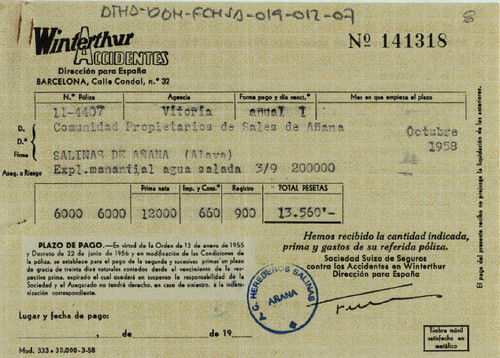 DTHA-DOH-FCHSA-019-012-07
8
Winterthur
ACCIDENTES
Nº 141318
Dirección para España
BARCELONA, Calle Condal, n.º 32
N.º Póliza Agencia Forma pago y día venct.º Mes en que empieza el plazo
11-4407 Vitoria anual 1
D. Comunidad Propietarios de Sales de Añana Octubre
D.ª 1958
Firma SALINAS DE AÑANA (Alava)
Aseg. o Riesgo Expl.manantial agua salada 3/9 200000
Prima neta Imp. y Cons.º Registro TOTAL PESETAS
6000 6000 12000 660 900 13.560'-
PLAZO DE PAGO.-En virtud de la Orden de 13 de enero de 1955
y Decreto de 22 de junio de 1956 y en modificación de las Condiciones de
la póliza, se establece para el pago de la segunda y sucesivas primas un plazo
de gracia de treinta días naturales contados desde el vencimiento de la respectiva
prima, expirado el cual quedará en suspenso la responsabilidad de la
Sociedad y el Asegurado no tendrá derecho, en caso de siniestro, a la indemnización
correspondiente.
Hemos recibido la cantidad indicada,
prima y gastos de su referida póliza.
Sociedad Suiza de Seguros
contra los Accidentes en Winterthur
Dirección para España
G. HEREDEROS SALINAS
AÑANA
Lugar y fecha de pago:
, de de 19
Timbre móvil
satisfecho en
metálico
Mod. 333 - 30.000 - 3-58
El pago del presente recibo no prejuzga la liquidación de los anteriores.